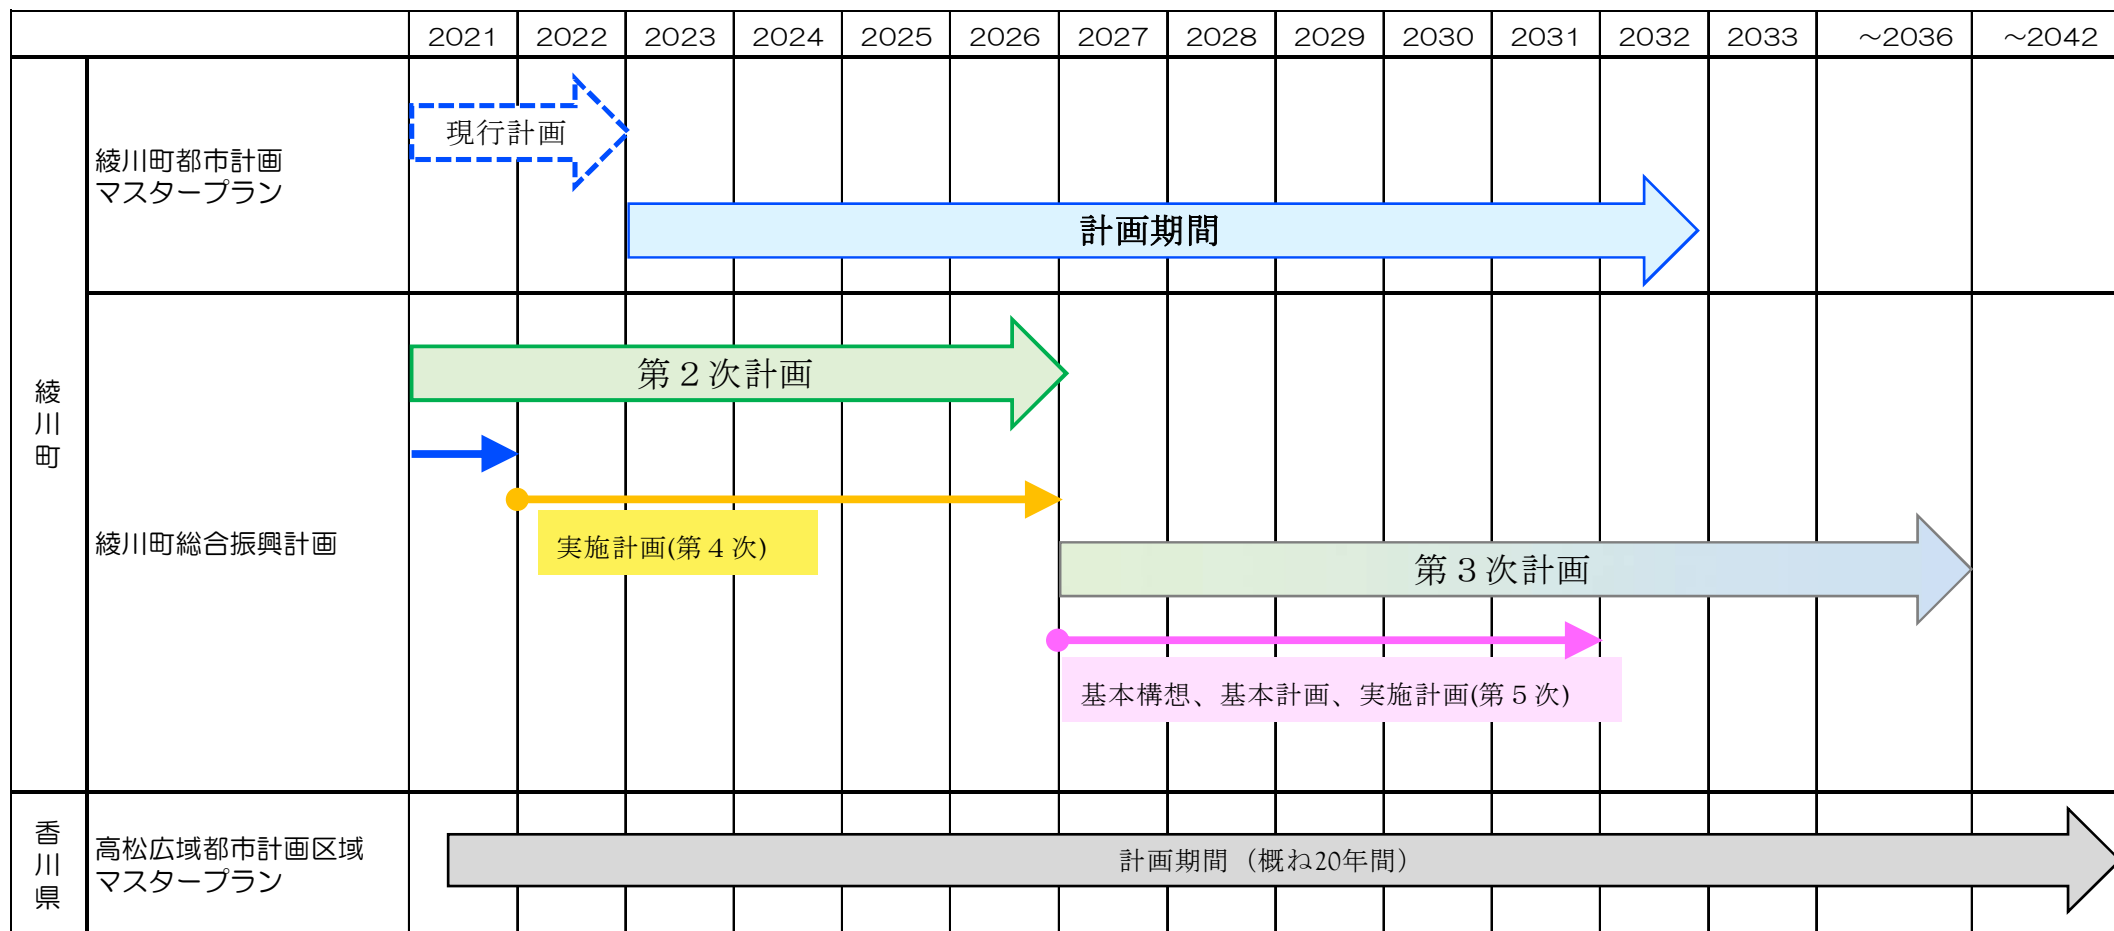 2021 2022 2023 2024 2025 2026 2027 2028 2029 2030 2031 2032 2033 ～2036 ～2042
綾川町
綾川町都市計画
マスタープラン
現行計画
計画期間
綾川町総合振興計画
第２次計画
実施計画(第４次)
第３次計画
基本構想、基本計画、実施計画(第５次)
香川県
高松広域都市計画区域
マスタープラン
計画期間（概ね20年間）